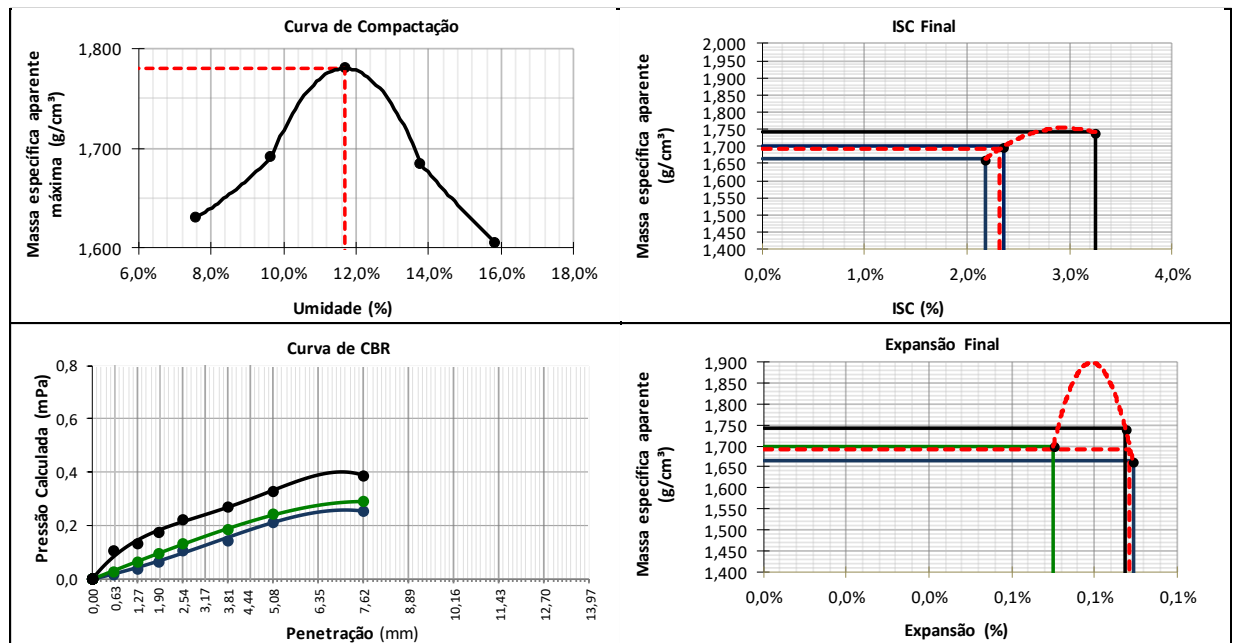 Curva de Compactação
Massa específica aparente
máxima (g/cm³)
1,800
1,700
1,600
6,0% 8,0% 10,0% 12,0% 14,0% 16,0% 18,0%
Umidade (%)
ISC Final
Massa específica aparente
(g/cm³)
2,000
1,950
1,900
1,850
1,800
1,750
1,700
1,650
1,600
1,550
1,500
1,450
1,400
0,0% 1,0% 2,0% 3,0% 4,0%
ISC (%)
Curva de CBR
Pressão Calculada (mPa)
0,8
0,6
0,4
0,2
0,0
0,00 0,63 1,27 1,90 2,54 3,17 3,81 4,44 5,08 6,35 7,62 8,89 10,16 11,43 12,70 13,97
Penetração (mm)
Expansão Final
Massa específica aparente
(g/cm³)
1,900
1,850
1,800
1,750
1,700
1,650
1,600
1,550
1,500
1,450
1,400
0,0% 0,0% 0,0% 0,1% 0,1% 0,1%
Expansão (%)